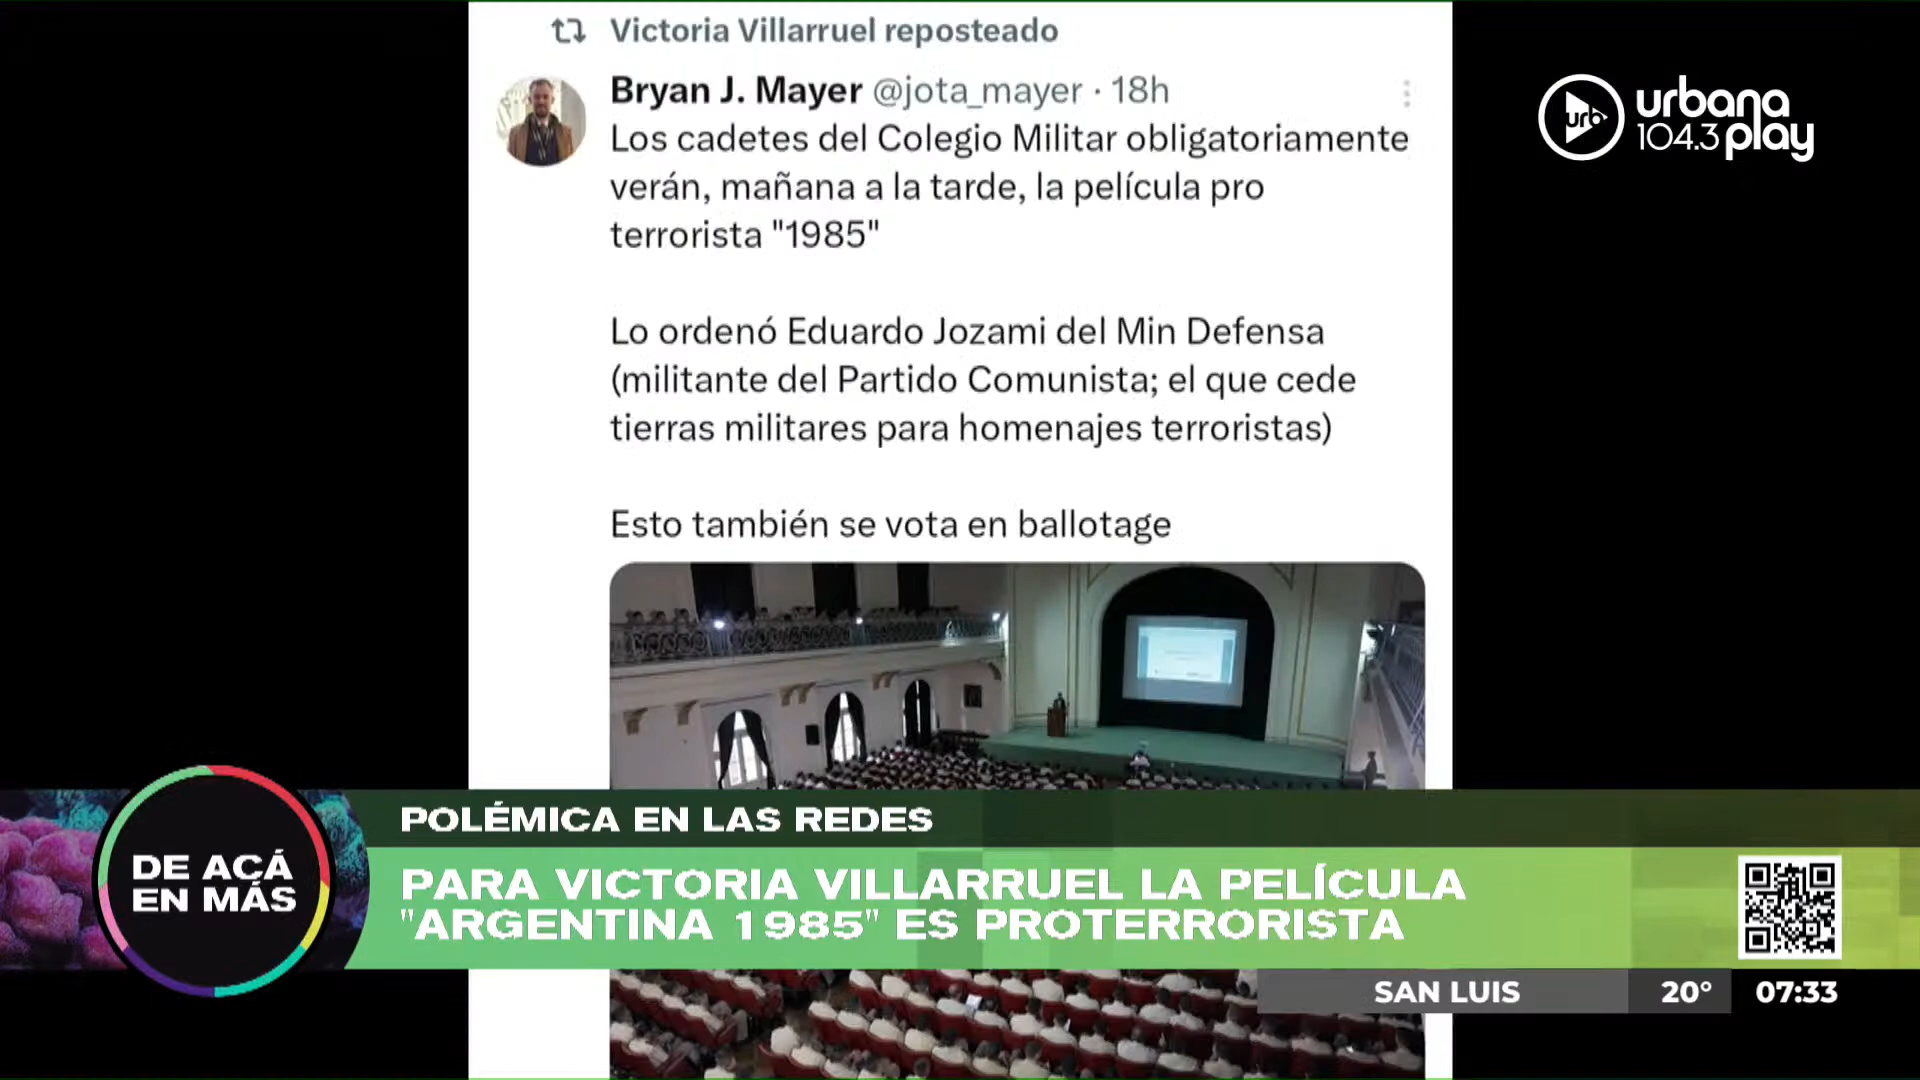 Victoria Villarruel reposteado
Bryan J. Mayer @jota_mayer · 18h
Los cadetes del Colegio Militar obligatoriamente
verán, mañana a la tarde, la película pro
terrorista "1985"
Lo ordenó Eduardo Jozami del Min Defensa
(militante del Partido Comunista; el que cede
tierras militares para homenajes terroristas)
Esto también se vota en ballotage
urb
urbana
104.3 play
POLÉMICA EN LAS REDES
DE ACÁ
EN MÁS
PARA VICTORIA VILLARRUEL LA PELÍCULA
"ARGENTINA 1985" ES PROTERRORISTA
SAN LUIS 20° 07:33